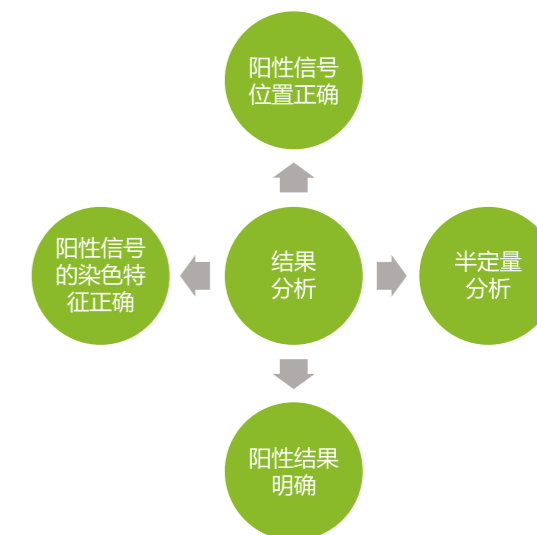 阳性信号
位置正确
阳性信号
的染色特
征正确
结果
分析
半定量
分析
阳性结果
明确